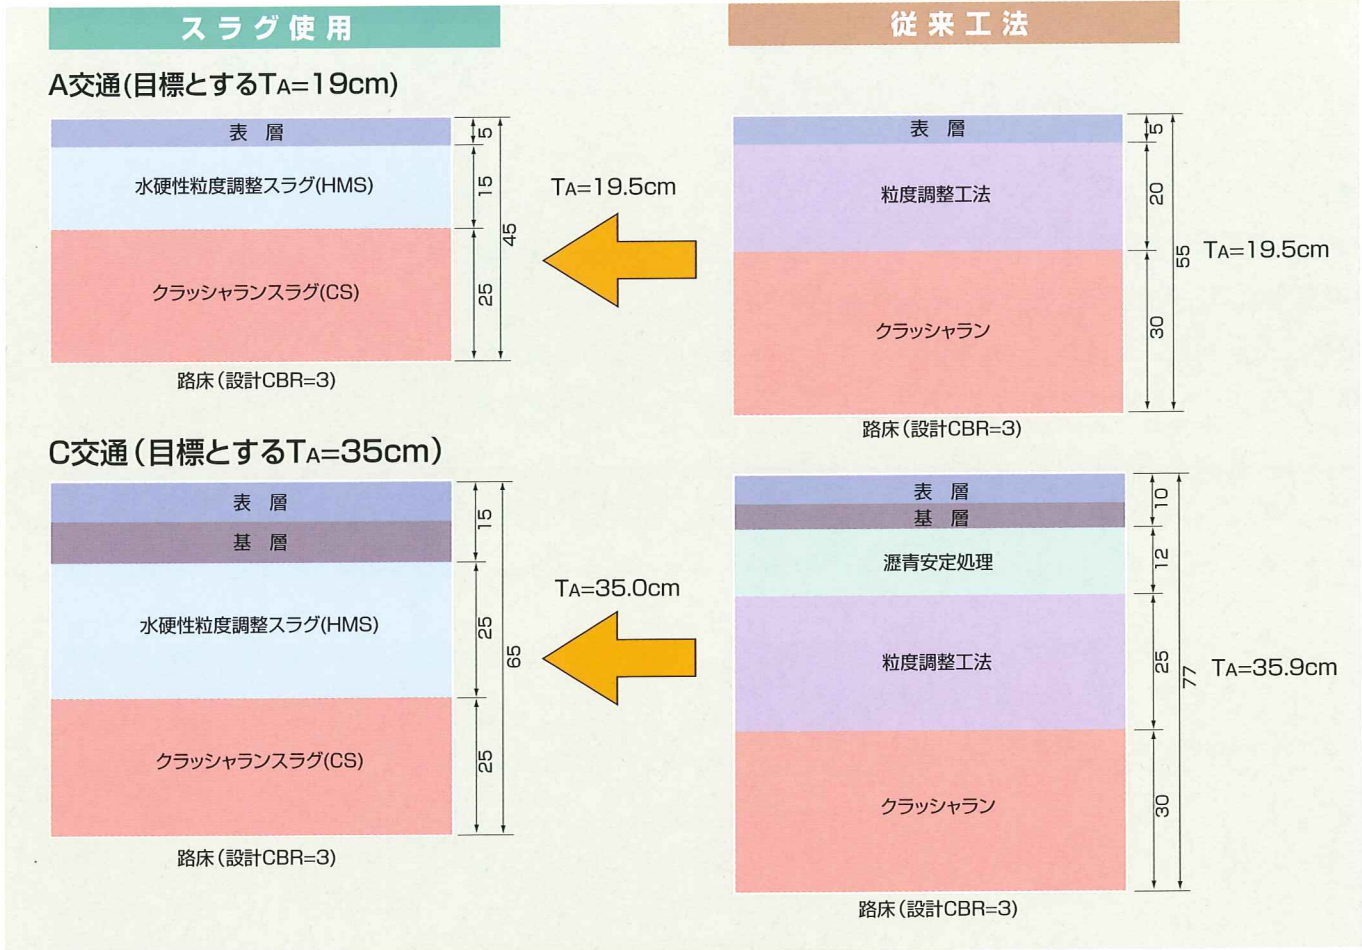 スラグ使用
従来工法
A交通(目標とするTA=19cm)
表 層
水硬性粒度調整スラグ(HMS)
クラッシャランスラグ(CS)
5
15
25
45
路床(設計CBR=3)
TA=19.5cm
表 層
粒度調整工法
クラッシャラン
5
20
30
55
TA=19.5cm
路床(設計CBR=3)
C交通(目標とするTA=35cm)
表 層
基 層
水硬性粒度調整スラグ(HMS)
クラッシャランスラグ(CS)
15
25
25
65
路床(設計CBR=3)
TA=35.0cm
表 層
基 層
瀝青安定処理
粒度調整工法
クラッシャラン
10
12
25
30
77
TA=35.9cm
路床(設計CBR=3)